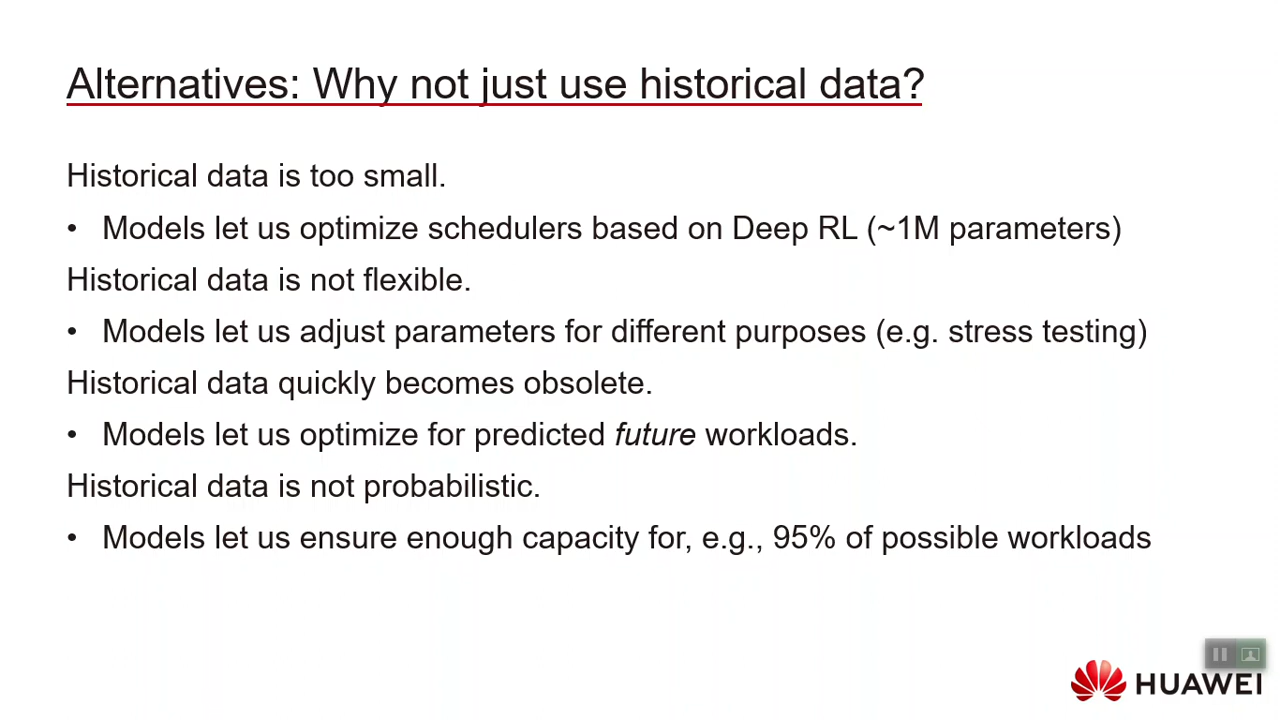 Alternatives: Why not just use historical data?
Historical data is too small.
• Models let us optimize schedulers based on Deep RL (~1M parameters)
Historical data is not flexible.
• Models let us adjust parameters for different purposes (e.g. stress testing)
Historical data quickly becomes obsolete.
• Models let us optimize for predicted future workloads.
Historical data is not probabilistic.
• Models let us ensure enough capacity for, e.g., 95% of possible workloads
HUAWEI